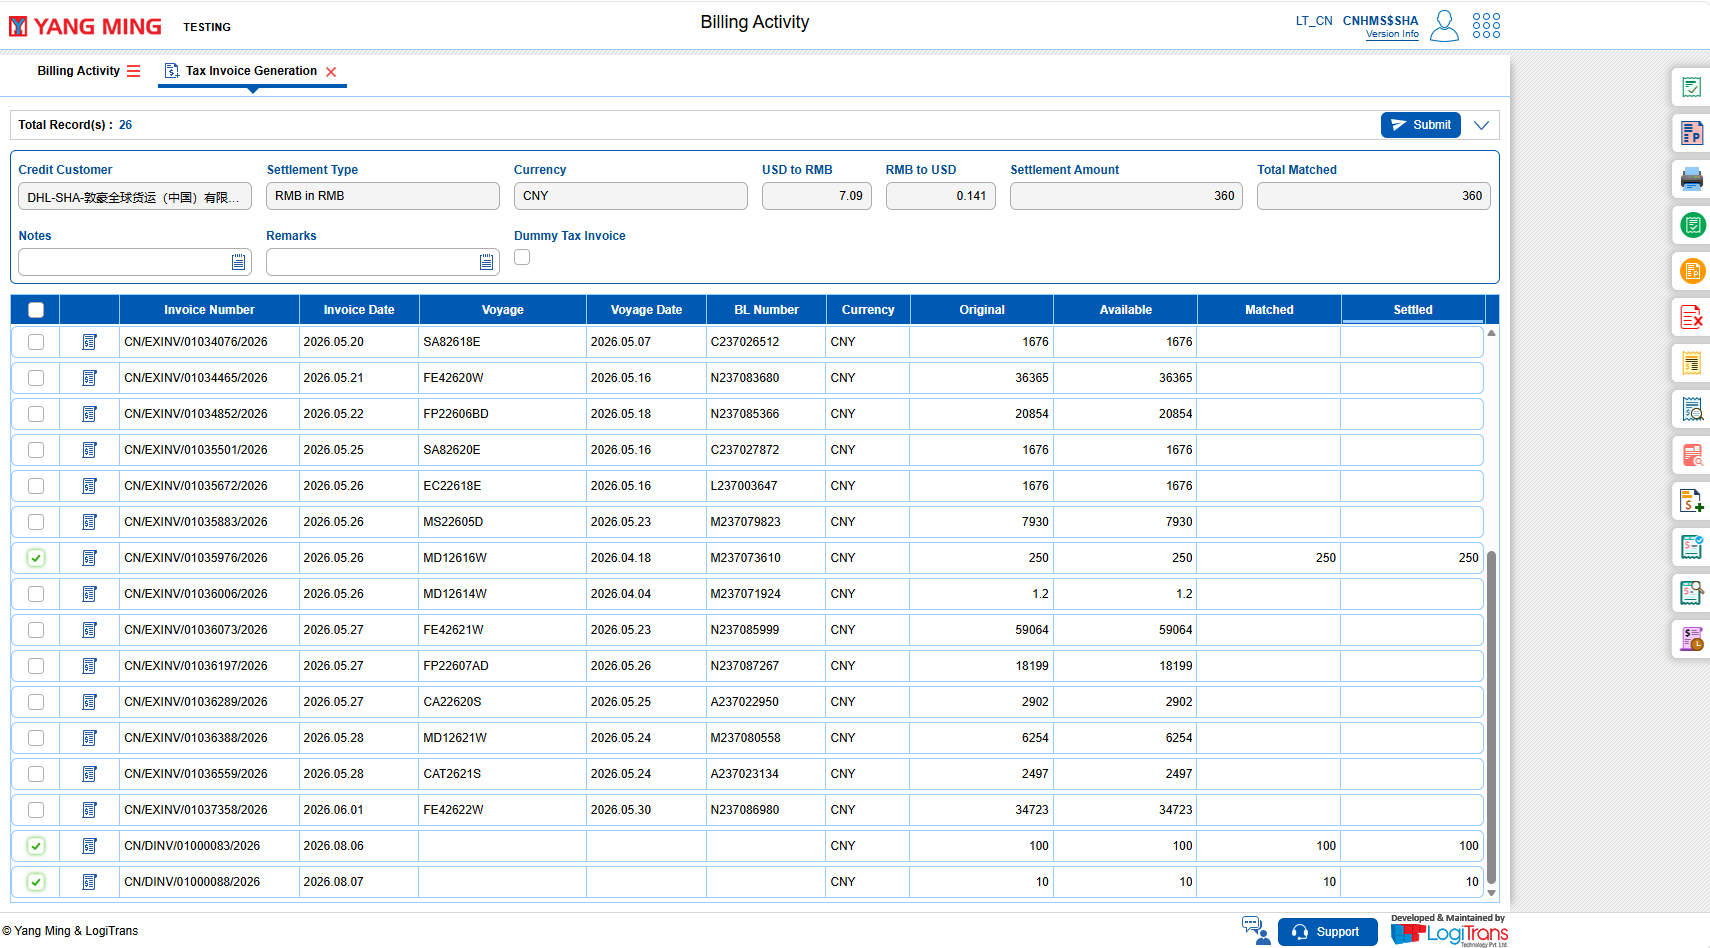 YANG MING TESTING Billing Activity LT_CN CNHMS$SHA
Version Info
Billing Activity Tax Invoice Generation
Total Record(s) : 26 Submit
Credit Customer Settlement Type Currency USD to RMB RMB to USD Settlement Amount Total Matched
DHL-SHA-敦豪全球货运（中国）有限... RMB in RMB CNY 7.09 0.141 360 360
Notes Remarks Dummy Tax Invoice
Invoice Number Invoice Date Voyage Voyage Date BL Number Currency Original Available Matched Settled
CN/EXINV/01034076/2026 2026.05.20 SA82618E 2026.05.07 C237026512 CNY 1676 1676
CN/EXINV/01034465/2026 2026.05.21 FE42620W 2026.05.16 N237083680 CNY 36365 36365
CN/EXINV/01034852/2026 2026.05.22 FP22606BD 2026.05.18 N237085366 CNY 20854 20854
CN/EXINV/01035501/2026 2026.05.25 SA82620E 2026.05.16 C237027872 CNY 1676 1676
CN/EXINV/01035672/2026 2026.05.26 EC22618E 2026.05.16 L237003647 CNY 1676 1676
CN/EXINV/01035883/2026 2026.05.26 MS22605D 2026.05.23 M237079823 CNY 7930 7930
CN/EXINV/01035976/2026 2026.05.26 MD12616W 2026.04.18 M237073610 CNY 250 250 250 250
CN/EXINV/01036006/2026 2026.05.26 MD12614W 2026.04.04 M237071924 CNY 1.2 1.2
CN/EXINV/01036073/2026 2026.05.27 FE42621W 2026.05.23 N237085999 CNY 59064 59064
CN/EXINV/01036197/2026 2026.05.27 FP22607AD 2026.05.26 N237087267 CNY 18199 18199
CN/EXINV/01036289/2026 2026.05.27 CA22620S 2026.05.25 A237022950 CNY 2902 2902
CN/EXINV/01036388/2026 2026.05.28 MD12621W 2026.05.24 M237080558 CNY 6254 6254
CN/EXINV/01036559/2026 2026.05.28 CAT2621S 2026.05.24 A237023134 CNY 2497 2497
CN/EXINV/01037358/2026 2026.06.01 FE42622W 2026.05.30 N237086980 CNY 34723 34723
CN/DINV/01000083/2026 2026.08.06 CNY 100 100 100 100
CN/DINV/01000088/2026 2026.08.07 CNY 10 10 10 10
© Yang Ming & LogiTrans Support Developed & Maintained by
LogiTrans
Technology Pvt. Ltd.